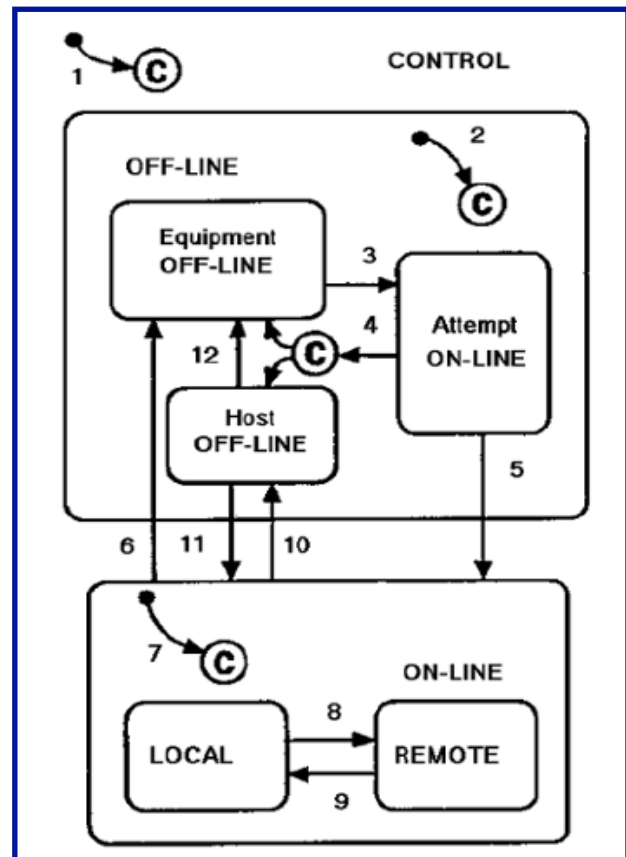 CONTROL
1
C
2
OFF-LINE
C
Equipment
OFF-LINE
3
4
Attempt
ON-LINE
12
C
Host
OFF-LINE
5
6
11
10
7
C
ON-LINE
LOCAL
8
REMOTE
9